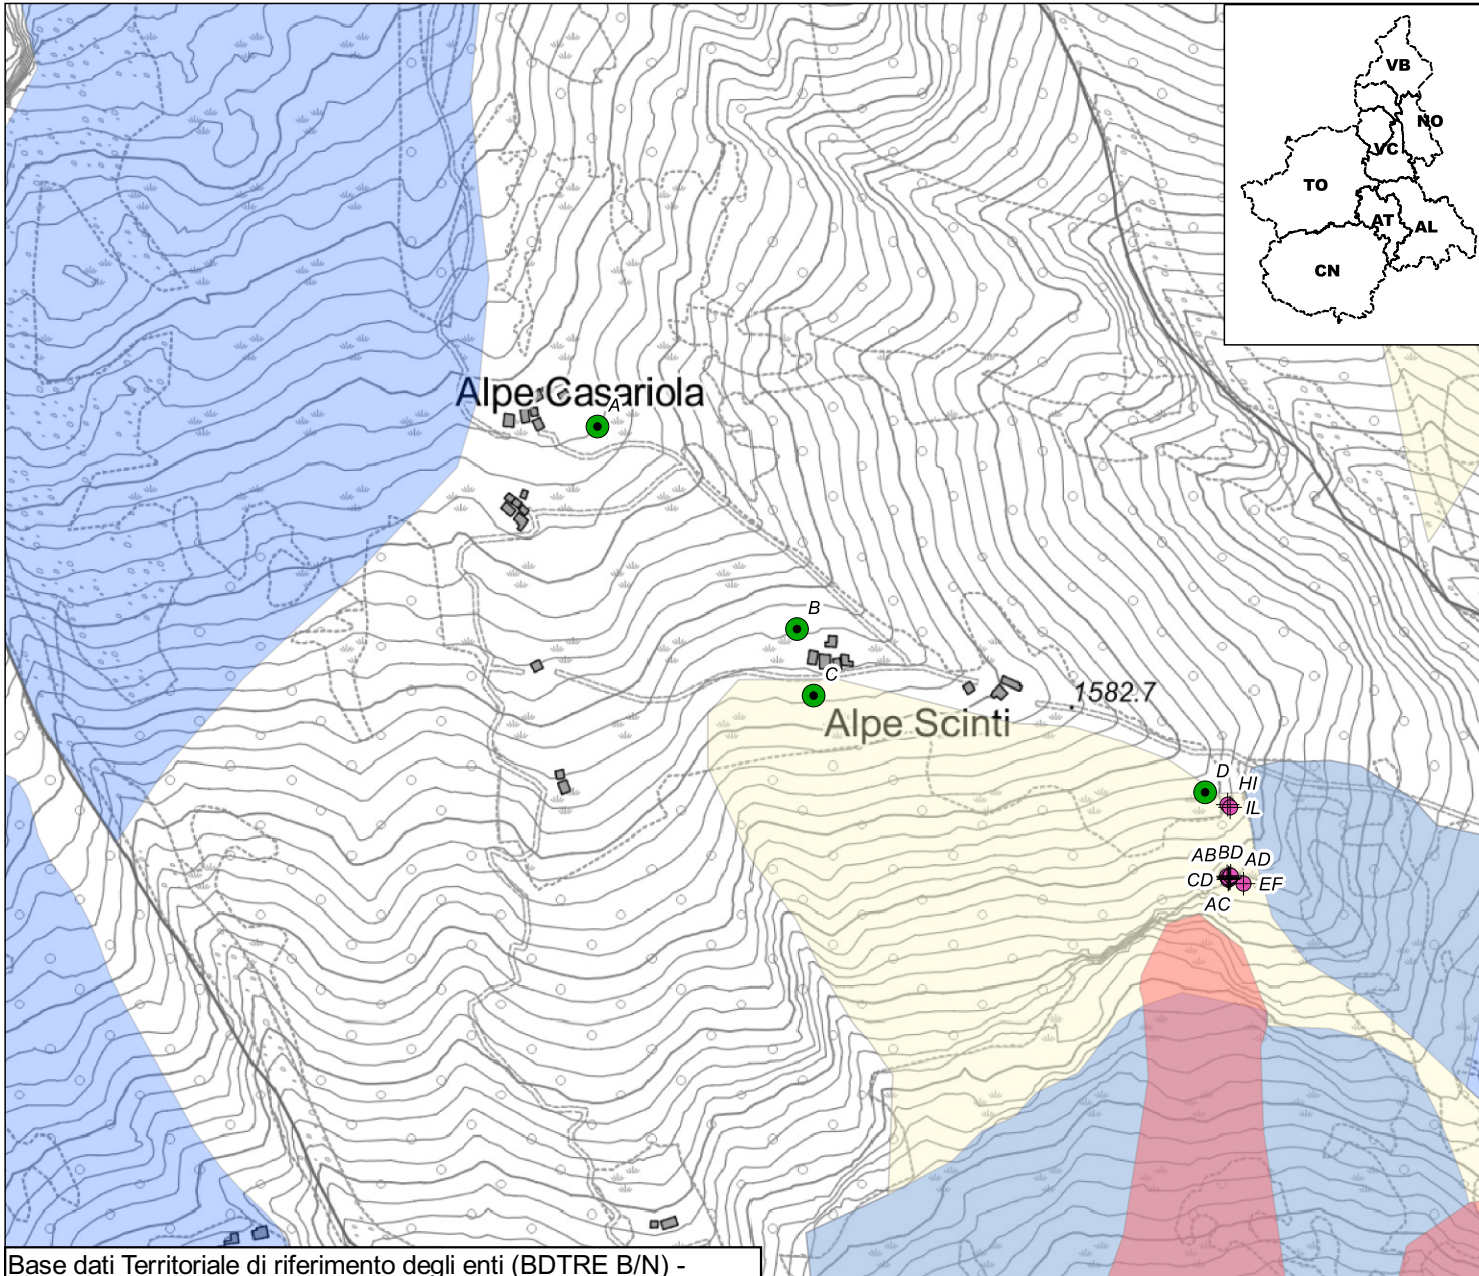 VB
NO
VC
TO
AT
AL
CN
Alpe Casariola
A
B
C
1582.7
Alpe Scinti
D
HI
IL
AB BD AD
CD EF
AC
Base dati Territoriale di riferimento degli enti (BDTRE B/N) -